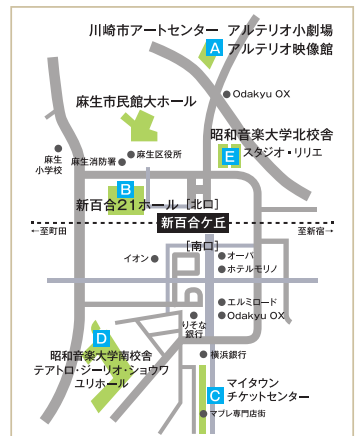 川崎市アートセンター アルテリオ小劇場
A アルテリオ映像館
Odakyu OX
麻生市民館大ホール
昭和音楽大学北校舎
E スタジオ・リリエ
麻生
小学校
麻生消防署
麻生区役所
B
新百合21ホール
[北口]
新百合ケ丘
←至町田
至新宿→
[南口]
イオン
オーパ
ホテルモリノ
エルミロード
Odakyu OX
りそな
銀行
横浜銀行
D
昭和音楽大学南校舎
テアトロ・ジーリオ・ショウワ
ユリホール
C マイタウン
チケットセンター
マプレ専門店街